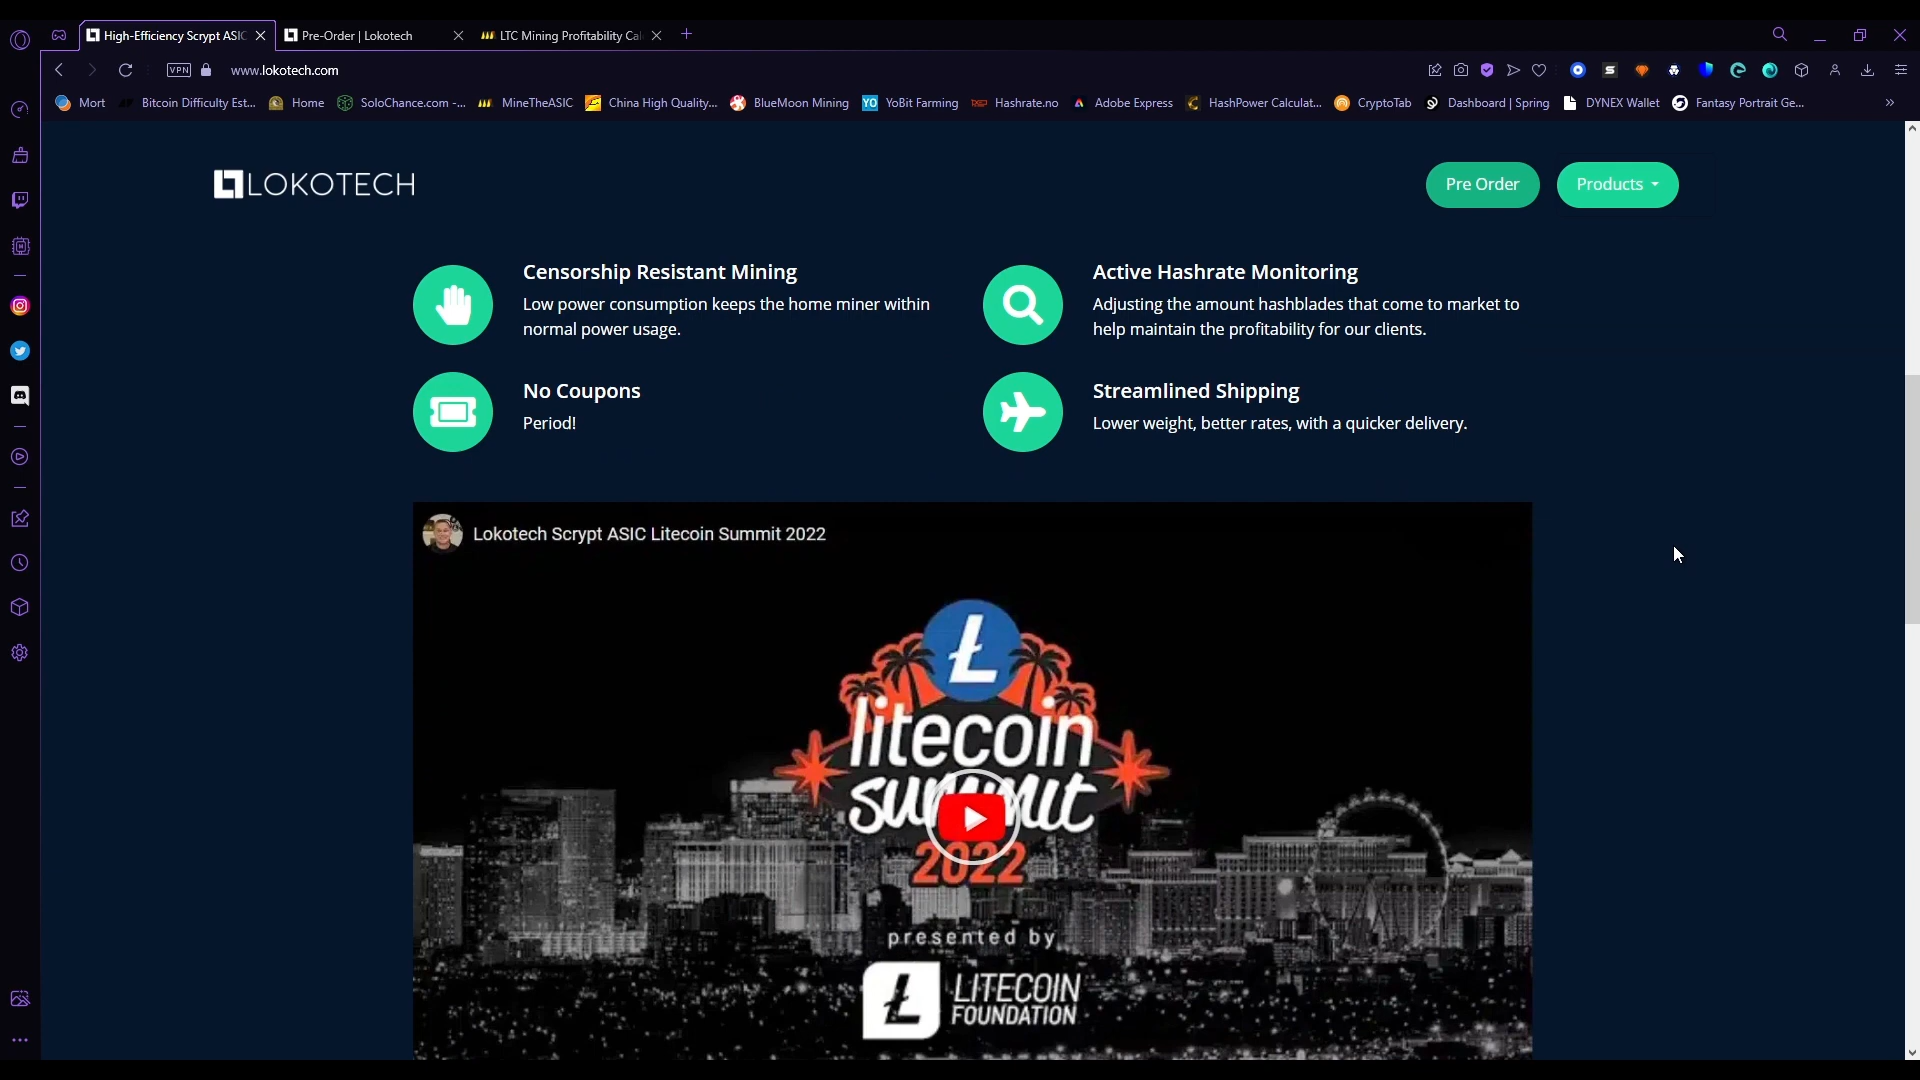 High-Efficiency Scrypt ASIC
Pre-Order | Lokotech
LTC Mining Profitability Cal
VPN
www.lokotech.com
Mort
Bitcoin Difficulty Est...
Home
SoloChance.com -...
MineTheASIC
China High Quality...
BlueMoon Mining
YO YoBit Farming
Hashrate.no
Adobe Express
HashPower Calculat...
CryptoTab
Dashboard | Spring
DYNEX Wallet
Fantasy Portrait Ge...
LOKOTECH
Pre Order
Products
Censorship Resistant Mining
Low power consumption keeps the home miner within
normal power usage.
Active Hashrate Monitoring
Adjusting the amount hashblades that come to market to
help maintain the profitability for our clients.
No Coupons
Period!
Streamlined Shipping
Lower weight, better rates, with a quicker delivery.
Lokotech Scrypt ASIC Litecoin Summit 2022
litecoin
summit
2022
presented by
LITECOIN
FOUNDATION